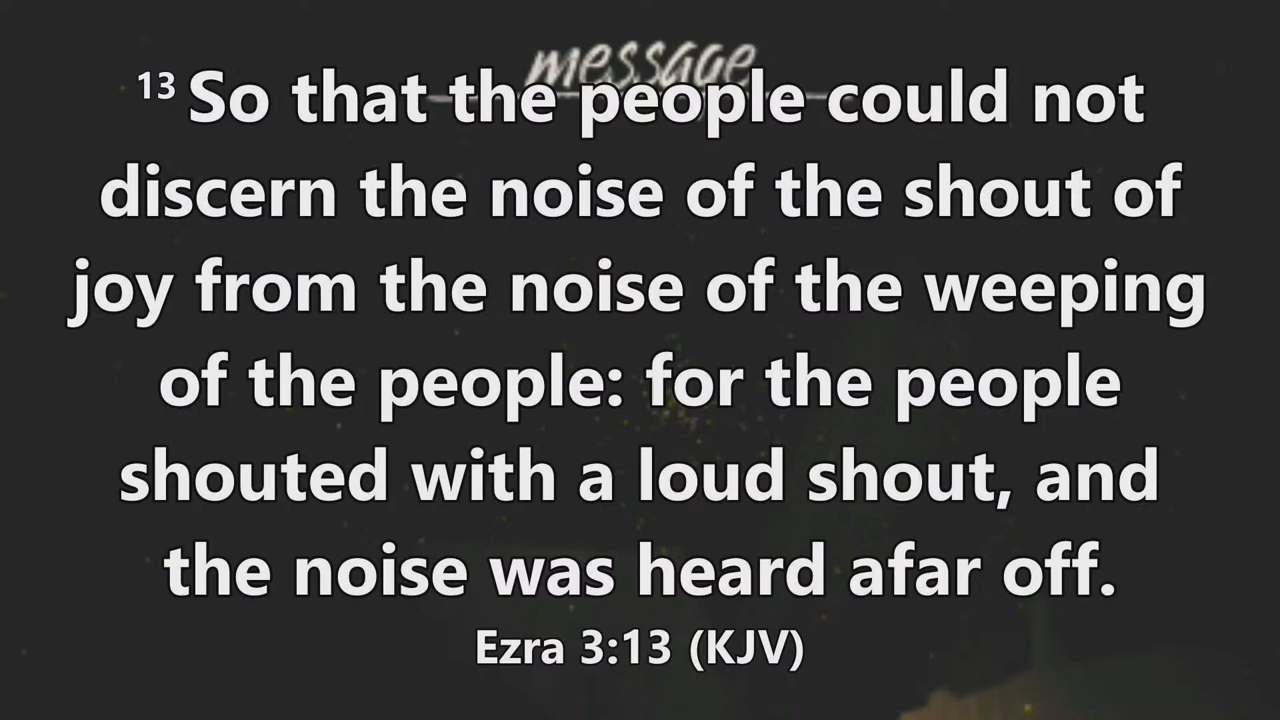 message
13 So that the people could not
discern the noise of the shout of
joy from the noise of the weeping
of the people: for the people
shouted with a loud shout, and
the noise was heard afar off.
Ezra 3:13 (KJV)